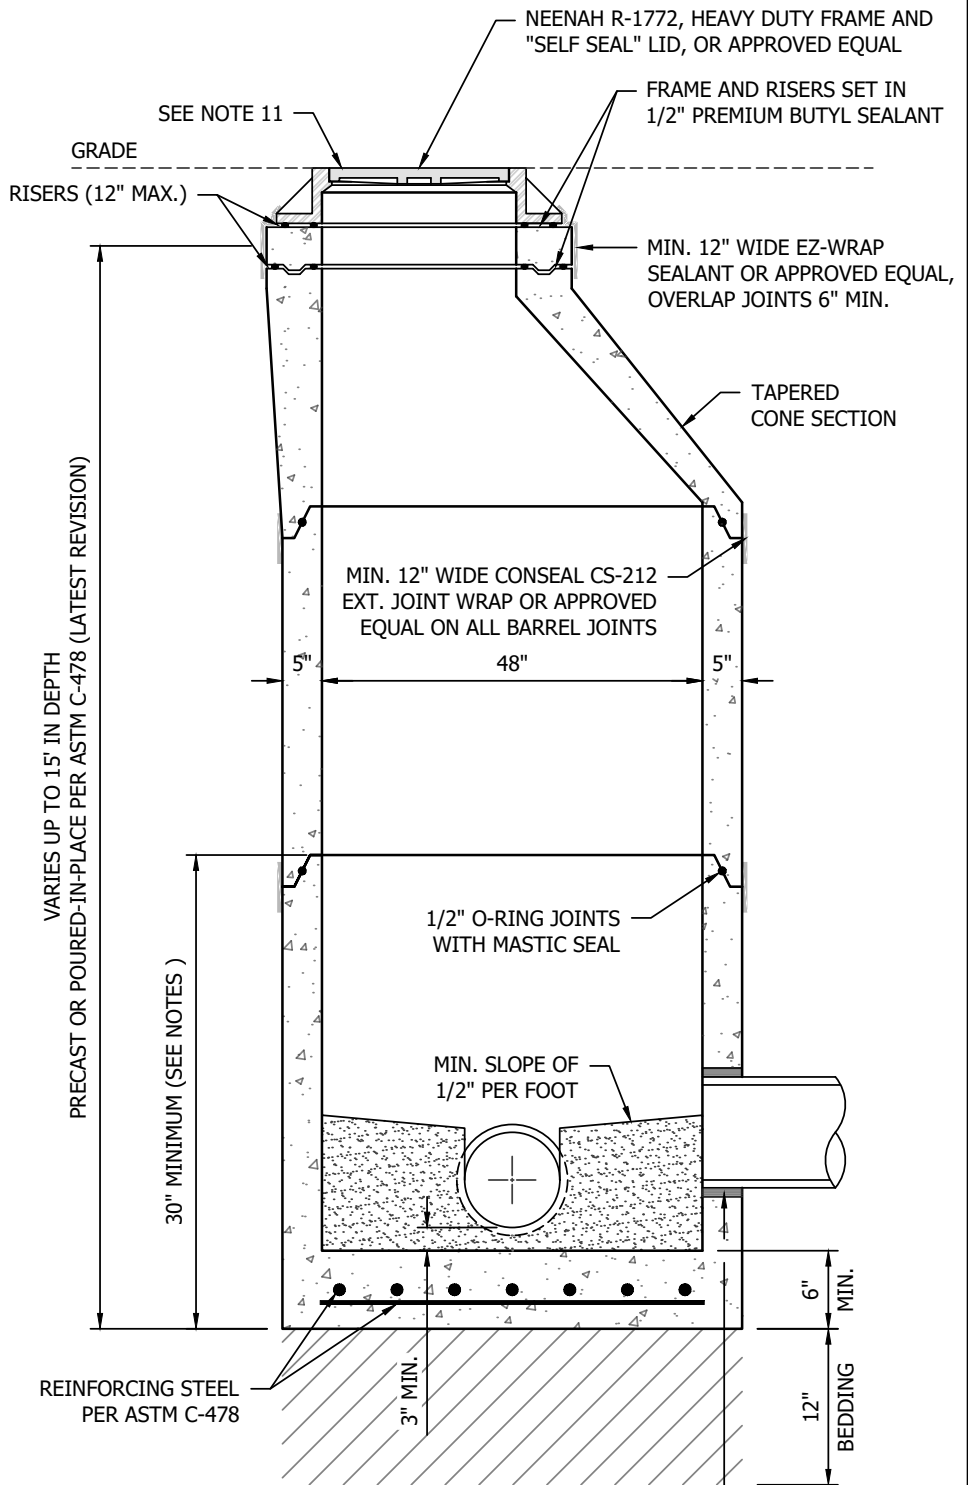 NEENAH R-1772, HEAVY DUTY FRAME AND
"SELF SEAL" LID, OR APPROVED EQUAL
FRAME AND RISERS SET IN
1/2" PREMIUM BUTYL SEALANT
SEE NOTE 11
GRADE
RISERS (12" MAX.)
MIN. 12" WIDE EZ-WRAP
SEALANT OR APPROVED EQUAL,
OVERLAP JOINTS 6" MIN.
TAPERED
CONE SECTION
MIN. 12" WIDE CONSEAL CS-212
EXT. JOINT WRAP OR APPROVED
EQUAL ON ALL BARREL JOINTS
5"
48"
5"
VARIES UP TO 15' IN DEPTH
PRECAST OR POURED-IN-PLACE PER ASTM C-478 (LATEST REVISION)
1/2" O-RING JOINTS
WITH MASTIC SEAL
30" MINIMUM (SEE NOTES )
MIN. SLOPE OF
1/2" PER FOOT
6"
MIN.
3" MIN.
REINFORCING STEEL
PER ASTM C-478
12"
BEDDING